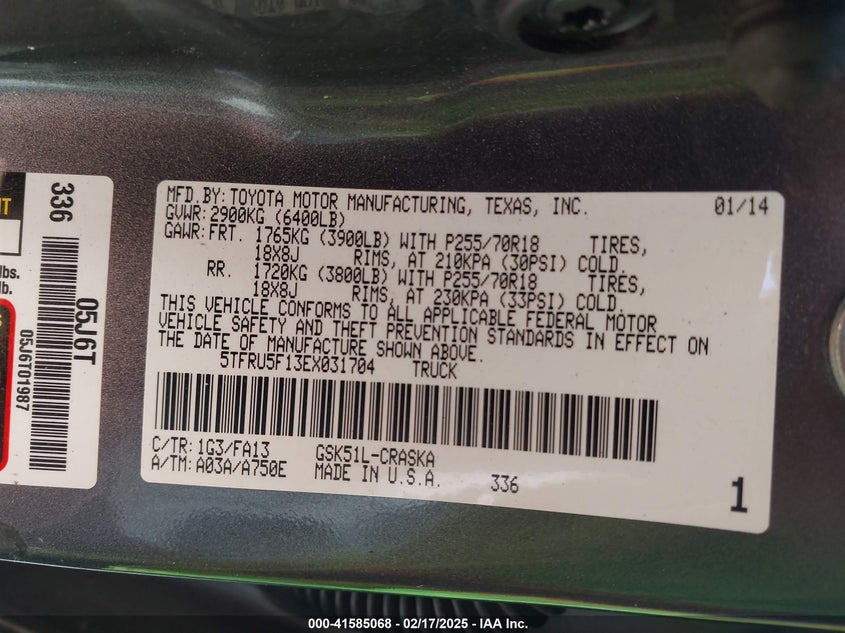 MFD.BY: TOYOTA MOTOR MANUFACTURING, TEXAS, INC. 01/14
GVWR: 2900KG (6400LB)
GAWR: FRT. 1765KG (3900LB) WITH P255/70R18 TIRES,
18X8J RIMS, AT 210KPA (30PSI) COLD.
RR. 1720KG (3800LB) WITH P255/70R18 TIRES,
18X8J RIMS, AT 230KPA (33PSI) COLD.
THIS VEHICLE CONFORMS TO ALL APPLICABLE FEDERAL MOTOR
VEHICLE SAFETY AND THEFT PREVENTION STANDARDS IN EFFECT ON
THE DATE OF MANUFACTURE SHOWN ABOVE.
5TFRU5F13EX031704 TRUCK
C/TR: 1G3/FA13 GSK51L-CRASKA
A/TM: A03A/A750E MADE IN U.S.A. 336
1
336
05J6T
05J6T01987
lbs.
lb.
000-41585068 - 02/17/2025 - IAA Inc.